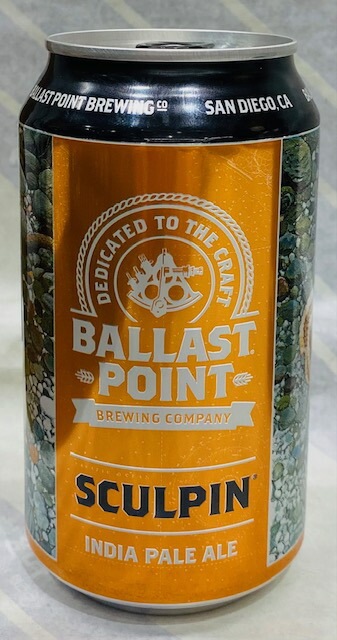 BALLAST POINT BREWING CO SAN DIEGO, CA
DEDICATED TO THE CRAFT
BALLAST
POINT
BREWING COMPANY
SCULPIN
INDIA PALE ALE